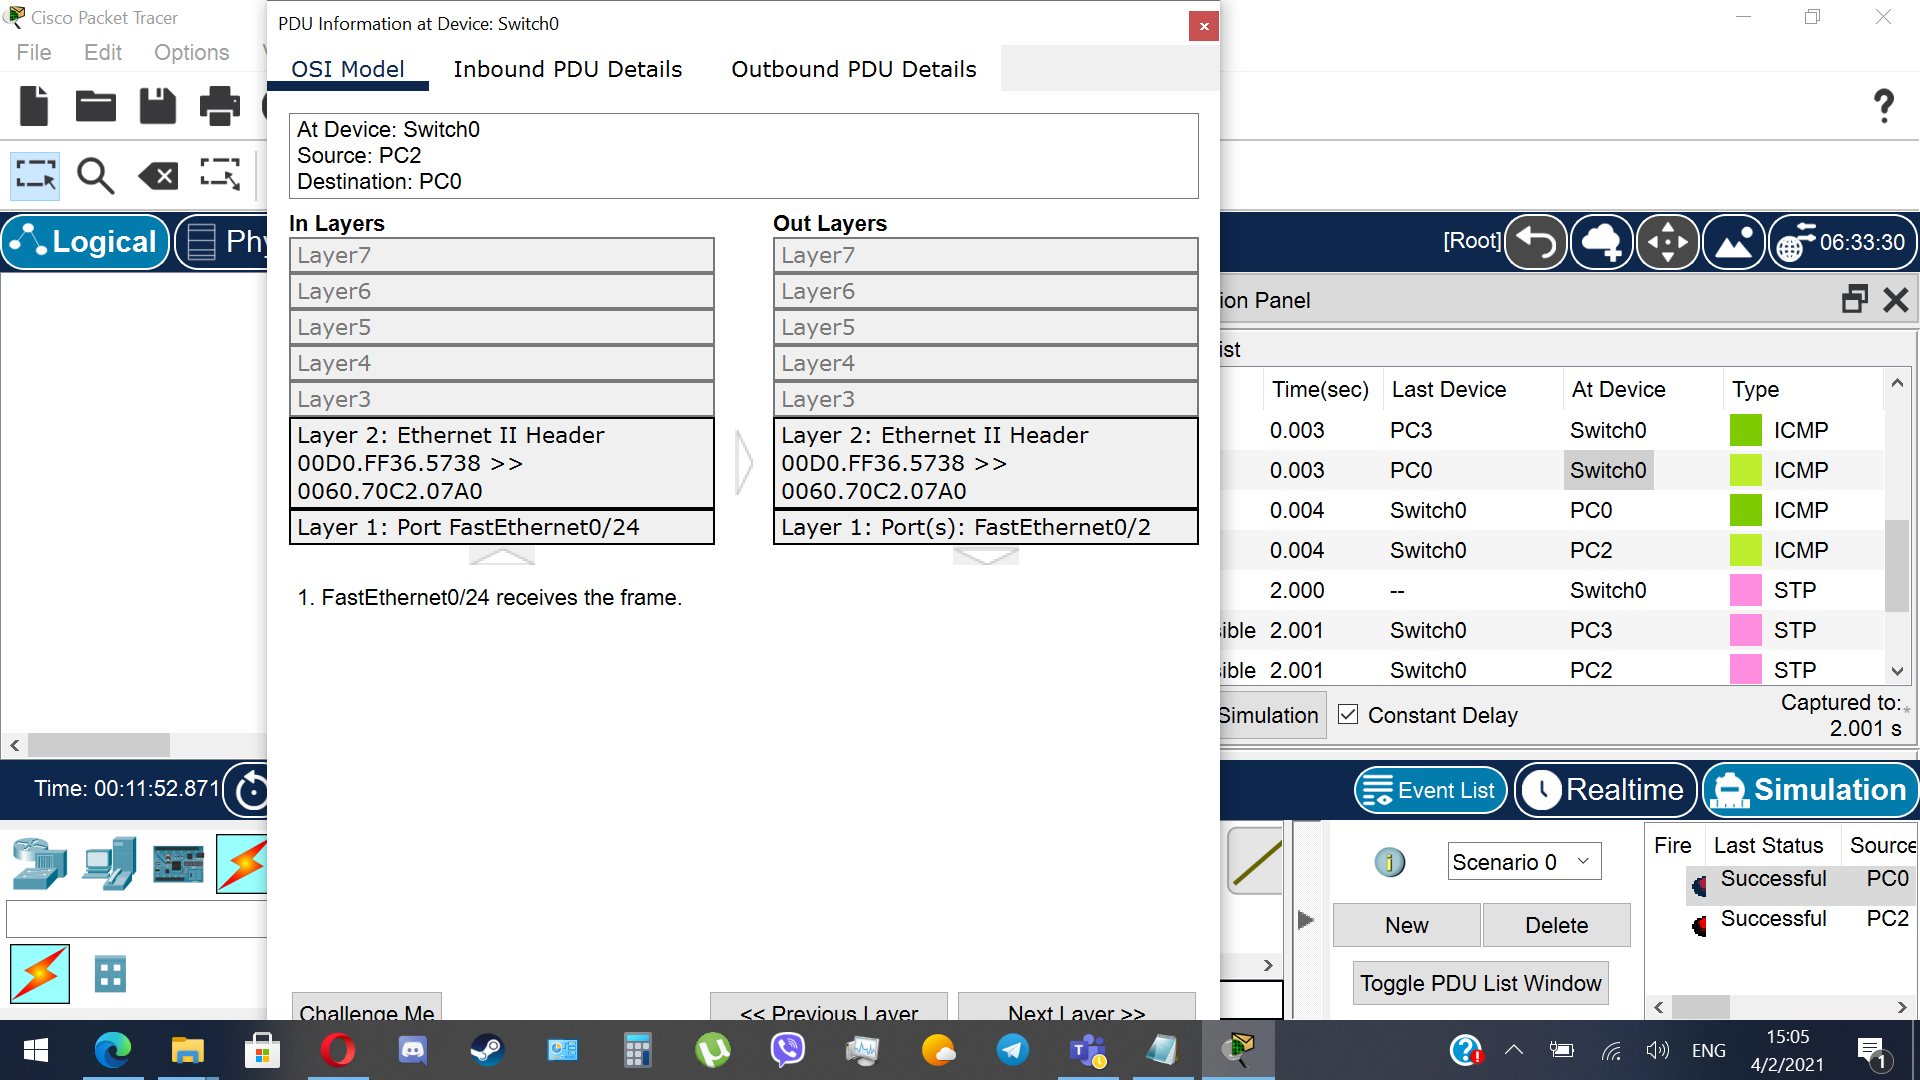 Cisco Packet Tracer
File Edit Options
PDU Information at Device: Switch0
OSI Model Inbound PDU Details Outbound PDU Details
At Device: Switch0
Source: PC2
Destination: PC0
In Layers
Layer7
Layer6
Layer5
Layer4
Layer3
Layer 2: Ethernet II Header
00D0.FF36.5738 >>
0060.70C2.07A0
Layer 1: Port FastEthernet0/24
Out Layers
Layer7
Layer6
Layer5
Layer4
Layer3
Layer 2: Ethernet II Header
00D0.FF36.5738 >>
0060.70C2.07A0
Layer 1: Port(s): FastEthernet0/2
1. FastEthernet0/24 receives the frame.
Challenge Me << Previous Layer Next Layer >>
Logical Phy
[Root] 06:33:30
ion Panel
ist
Time(sec) Last Device At Device Type
0.003 PC3 Switch0 ICMP
0.003 PC0 Switch0 ICMP
0.004 Switch0 PC0 ICMP
0.004 Switch0 PC2 ICMP
2.000 -- Switch0 STP
ible 2.001 Switch0 PC3 STP
ible 2.001 Switch0 PC2 STP
Simulation Constant Delay
Captured to:
2.001 s *
Time: 00:11:52.871
Event List Realtime Simulation
Scenario 0
New Delete
Toggle PDU List Window
Fire Last Status Source
Successful PC0
Successful PC2
ENG
15:05
4/2/2021
1